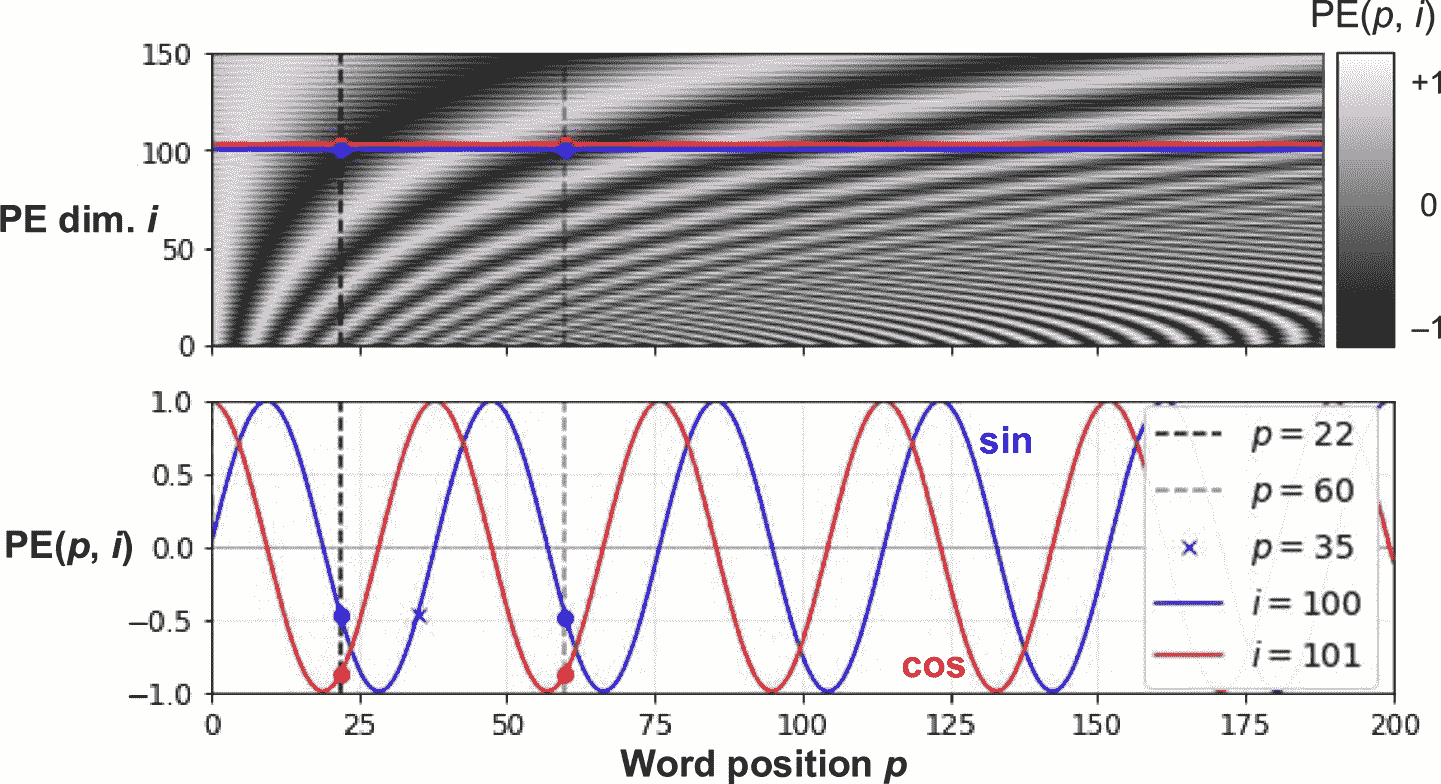 PE(p, i)
150
100
50
0
PE dim. i
+1
0
–1
1.0
0.5
0.0
−0.5
−1.0
PE(p, i)
sin
cos
p = 22
p = 60
p = 35
i = 100
i = 101
0 25 50 75 100 125 150 175 200
Word position p